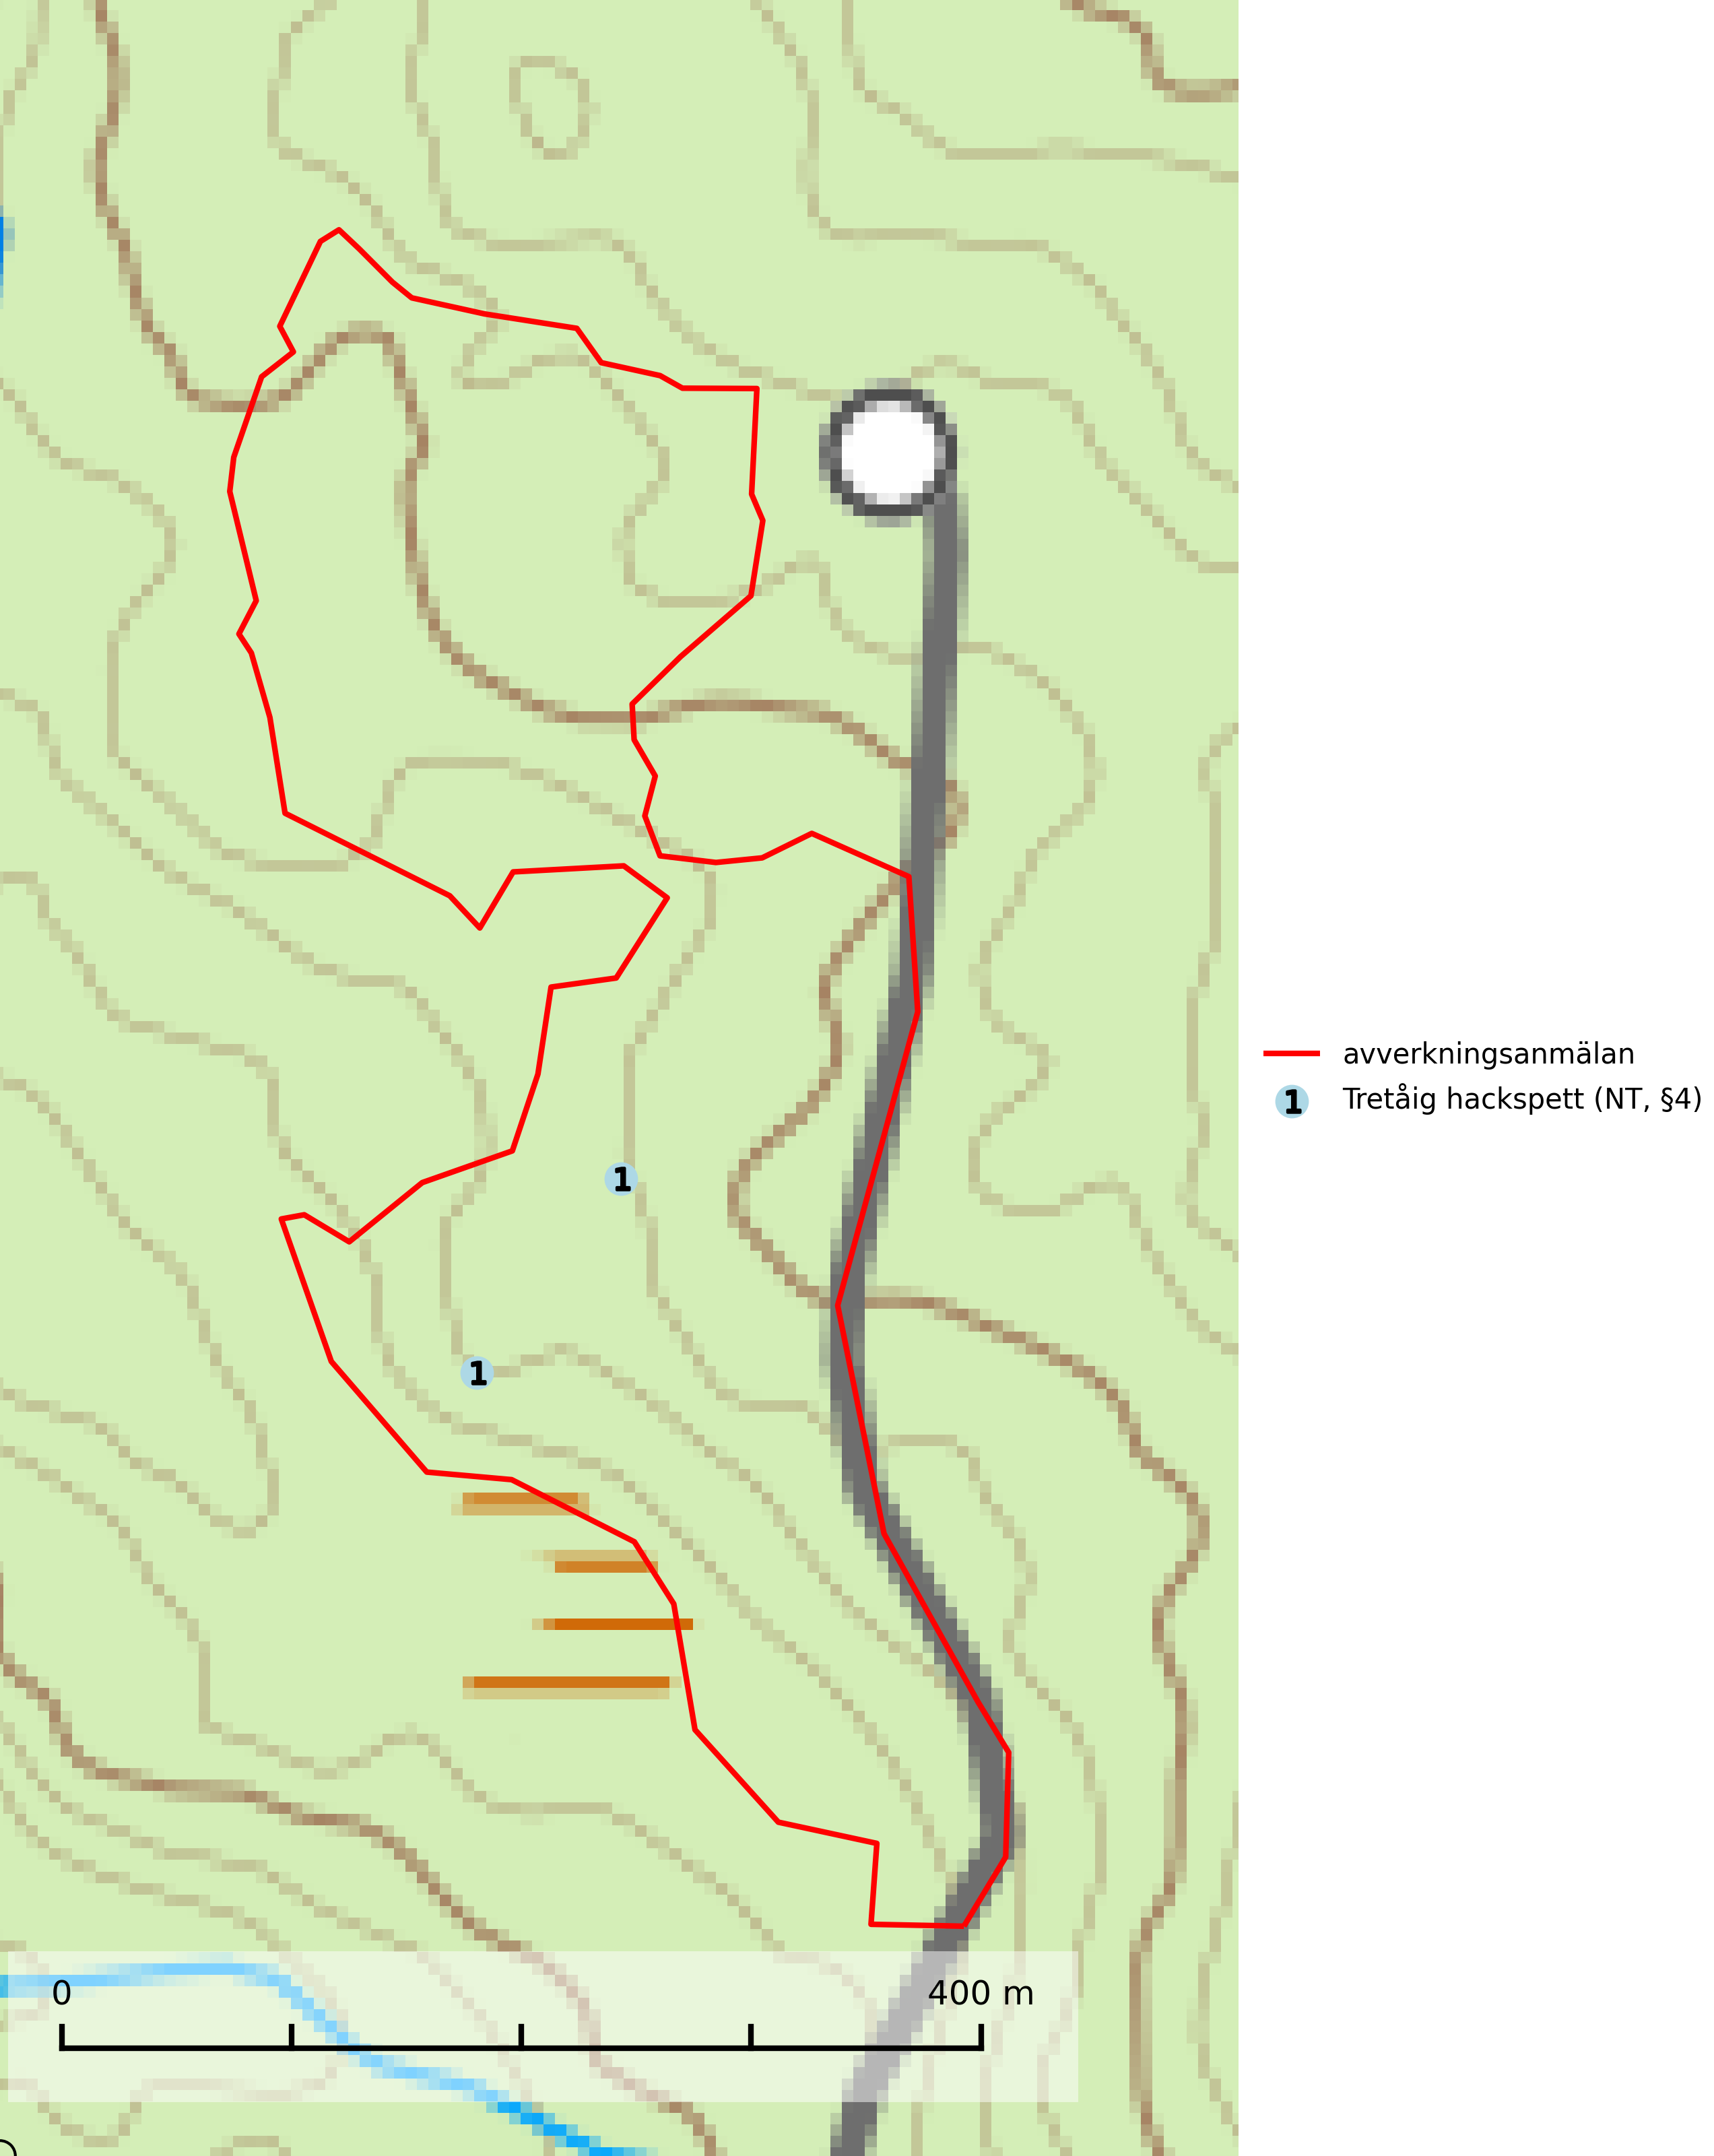 avverkningsanmälan
1 Tretåig hackspett (NT, §4)
1
1
0 400 m